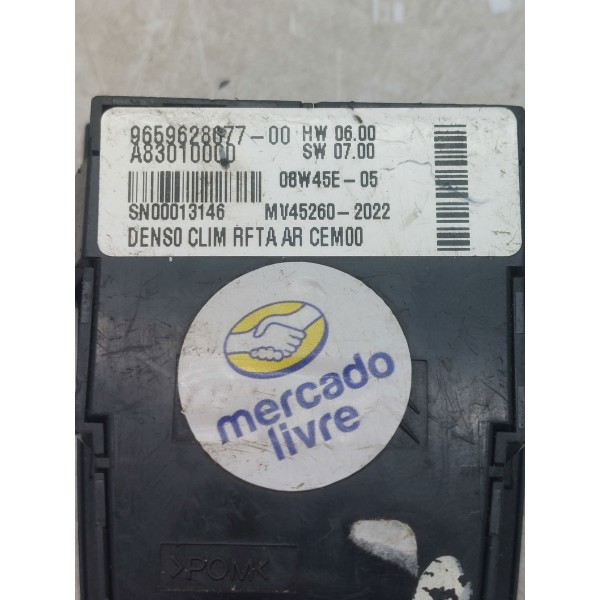 9659628677-00 HW 06.00
A83010000 SW 07.00
08W45E-05
SN00013146 MV45260-2022
DENSO CLIM RFTA AR CEM00
mercado
livre
>POM<